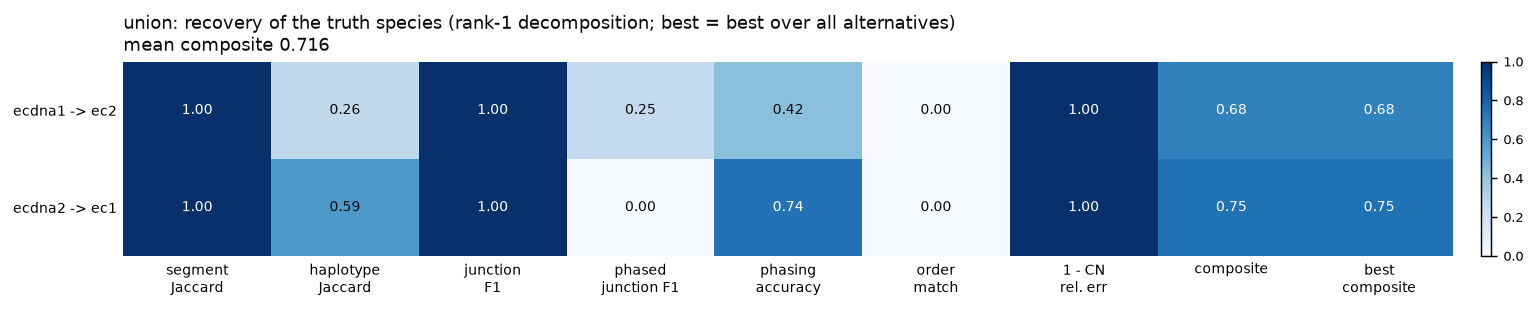 union: recovery of the truth species (rank-1 decomposition; best = best over all alternatives)
mean composite 0.716
ecdna1 -> ec2
1.00 0.26 1.00 0.25 0.42 0.00 1.00 0.68 0.68
ecdna2 -> ec1
1.00 0.59 1.00 0.00 0.74 0.00 1.00 0.75 0.75
segment
Jaccard
haplotype
Jaccard
junction
F1
phased
junction F1
phasing
accuracy
order
match
1 - CN
rel. err
composite
best
composite
1.0
0.8
0.6
0.4
0.2
0.0